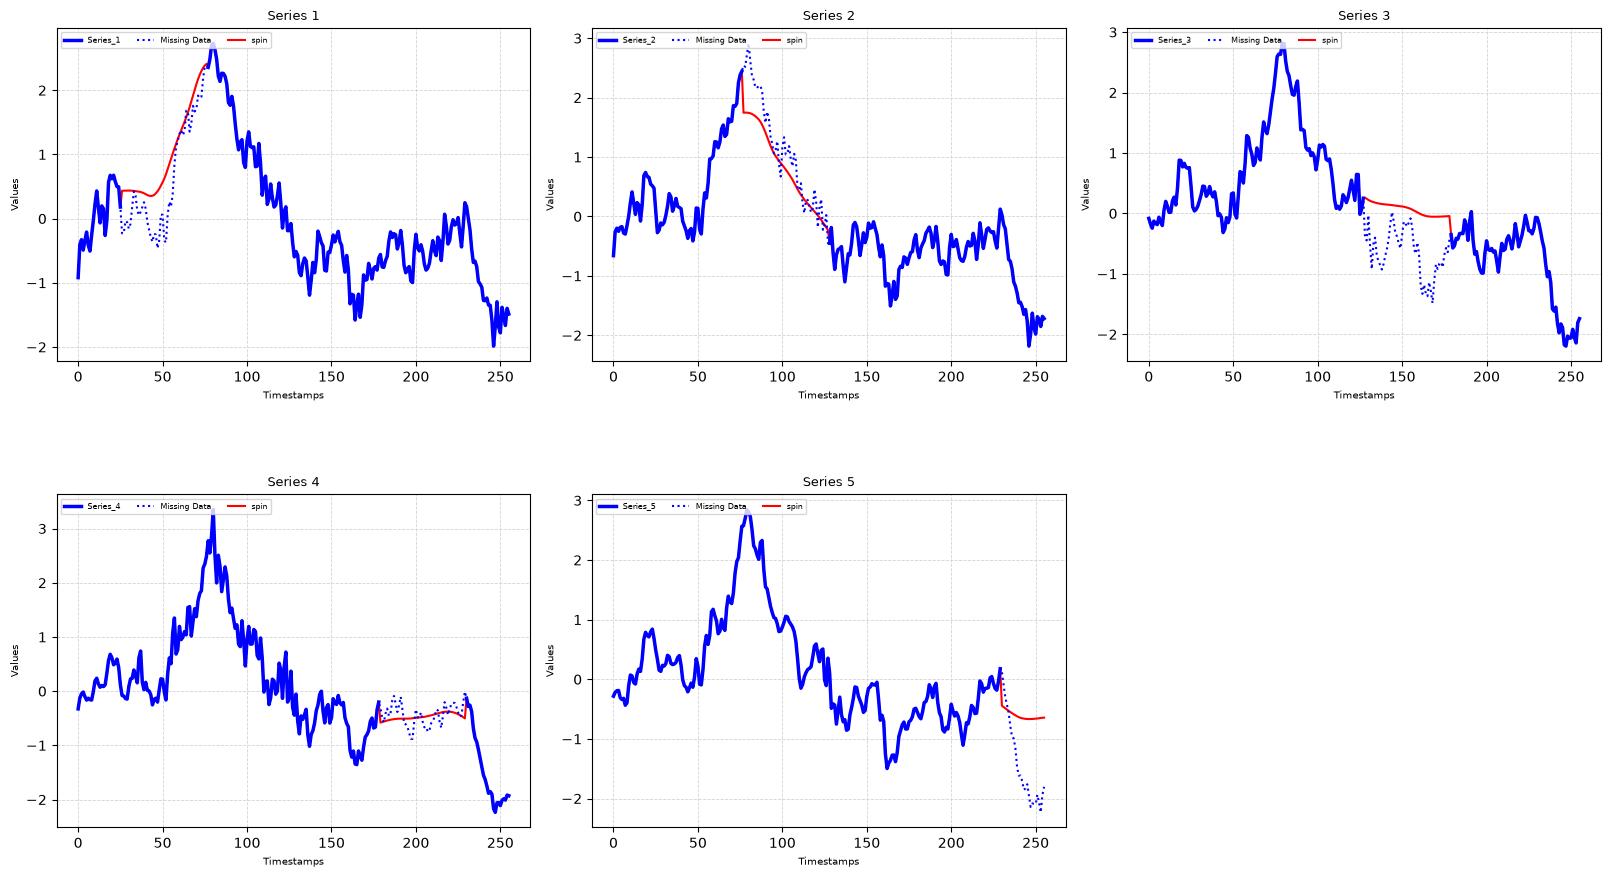 Series 1
Series_1 Missing Data spin
Values
2
1
0
−1
−2
0 50 100 150 200 250
Timestamps
Series 2
Series_2 Missing Data spin
Values
3
2
1
0
−1
−2
0 50 100 150 200 250
Timestamps
Series 3
Series_3 Missing Data spin
Values
3
2
1
0
−1
−2
0 50 100 150 200 250
Timestamps
Series 4
Series_4 Missing Data spin
Values
3
2
1
0
−1
−2
0 50 100 150 200 250
Timestamps
Series 5
Series_5 Missing Data spin
Values
3
2
1
0
−1
−2
0 50 100 150 200 250
Timestamps